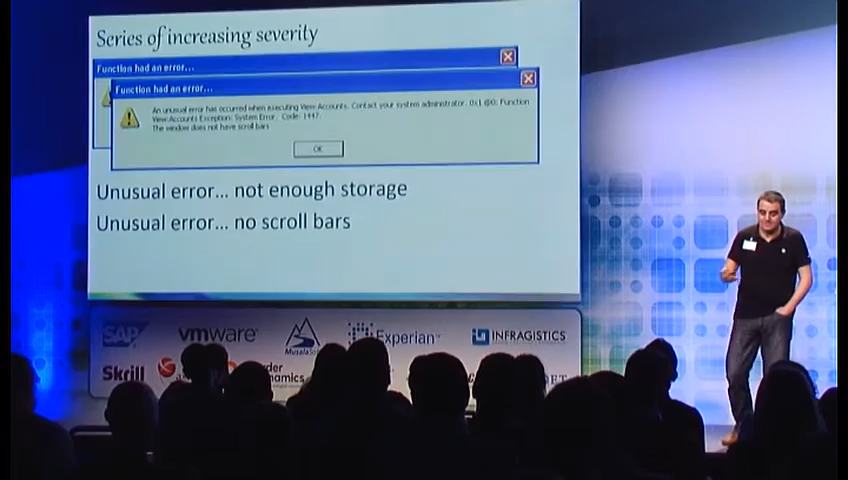 Series of increasing severity
Function had an error...
Function had an error...
An unusual error has occurred when executing View Accounts. Contact your system administrator. 0x1 @0: Function
View Accounts Exception: System Error. Code: 1447.
The window does not have scroll bars
OK
Unusual error... not enough storage
Unusual error... no scroll bars
SAP
vmware
Experian
INFRAGISTICS
Skrill